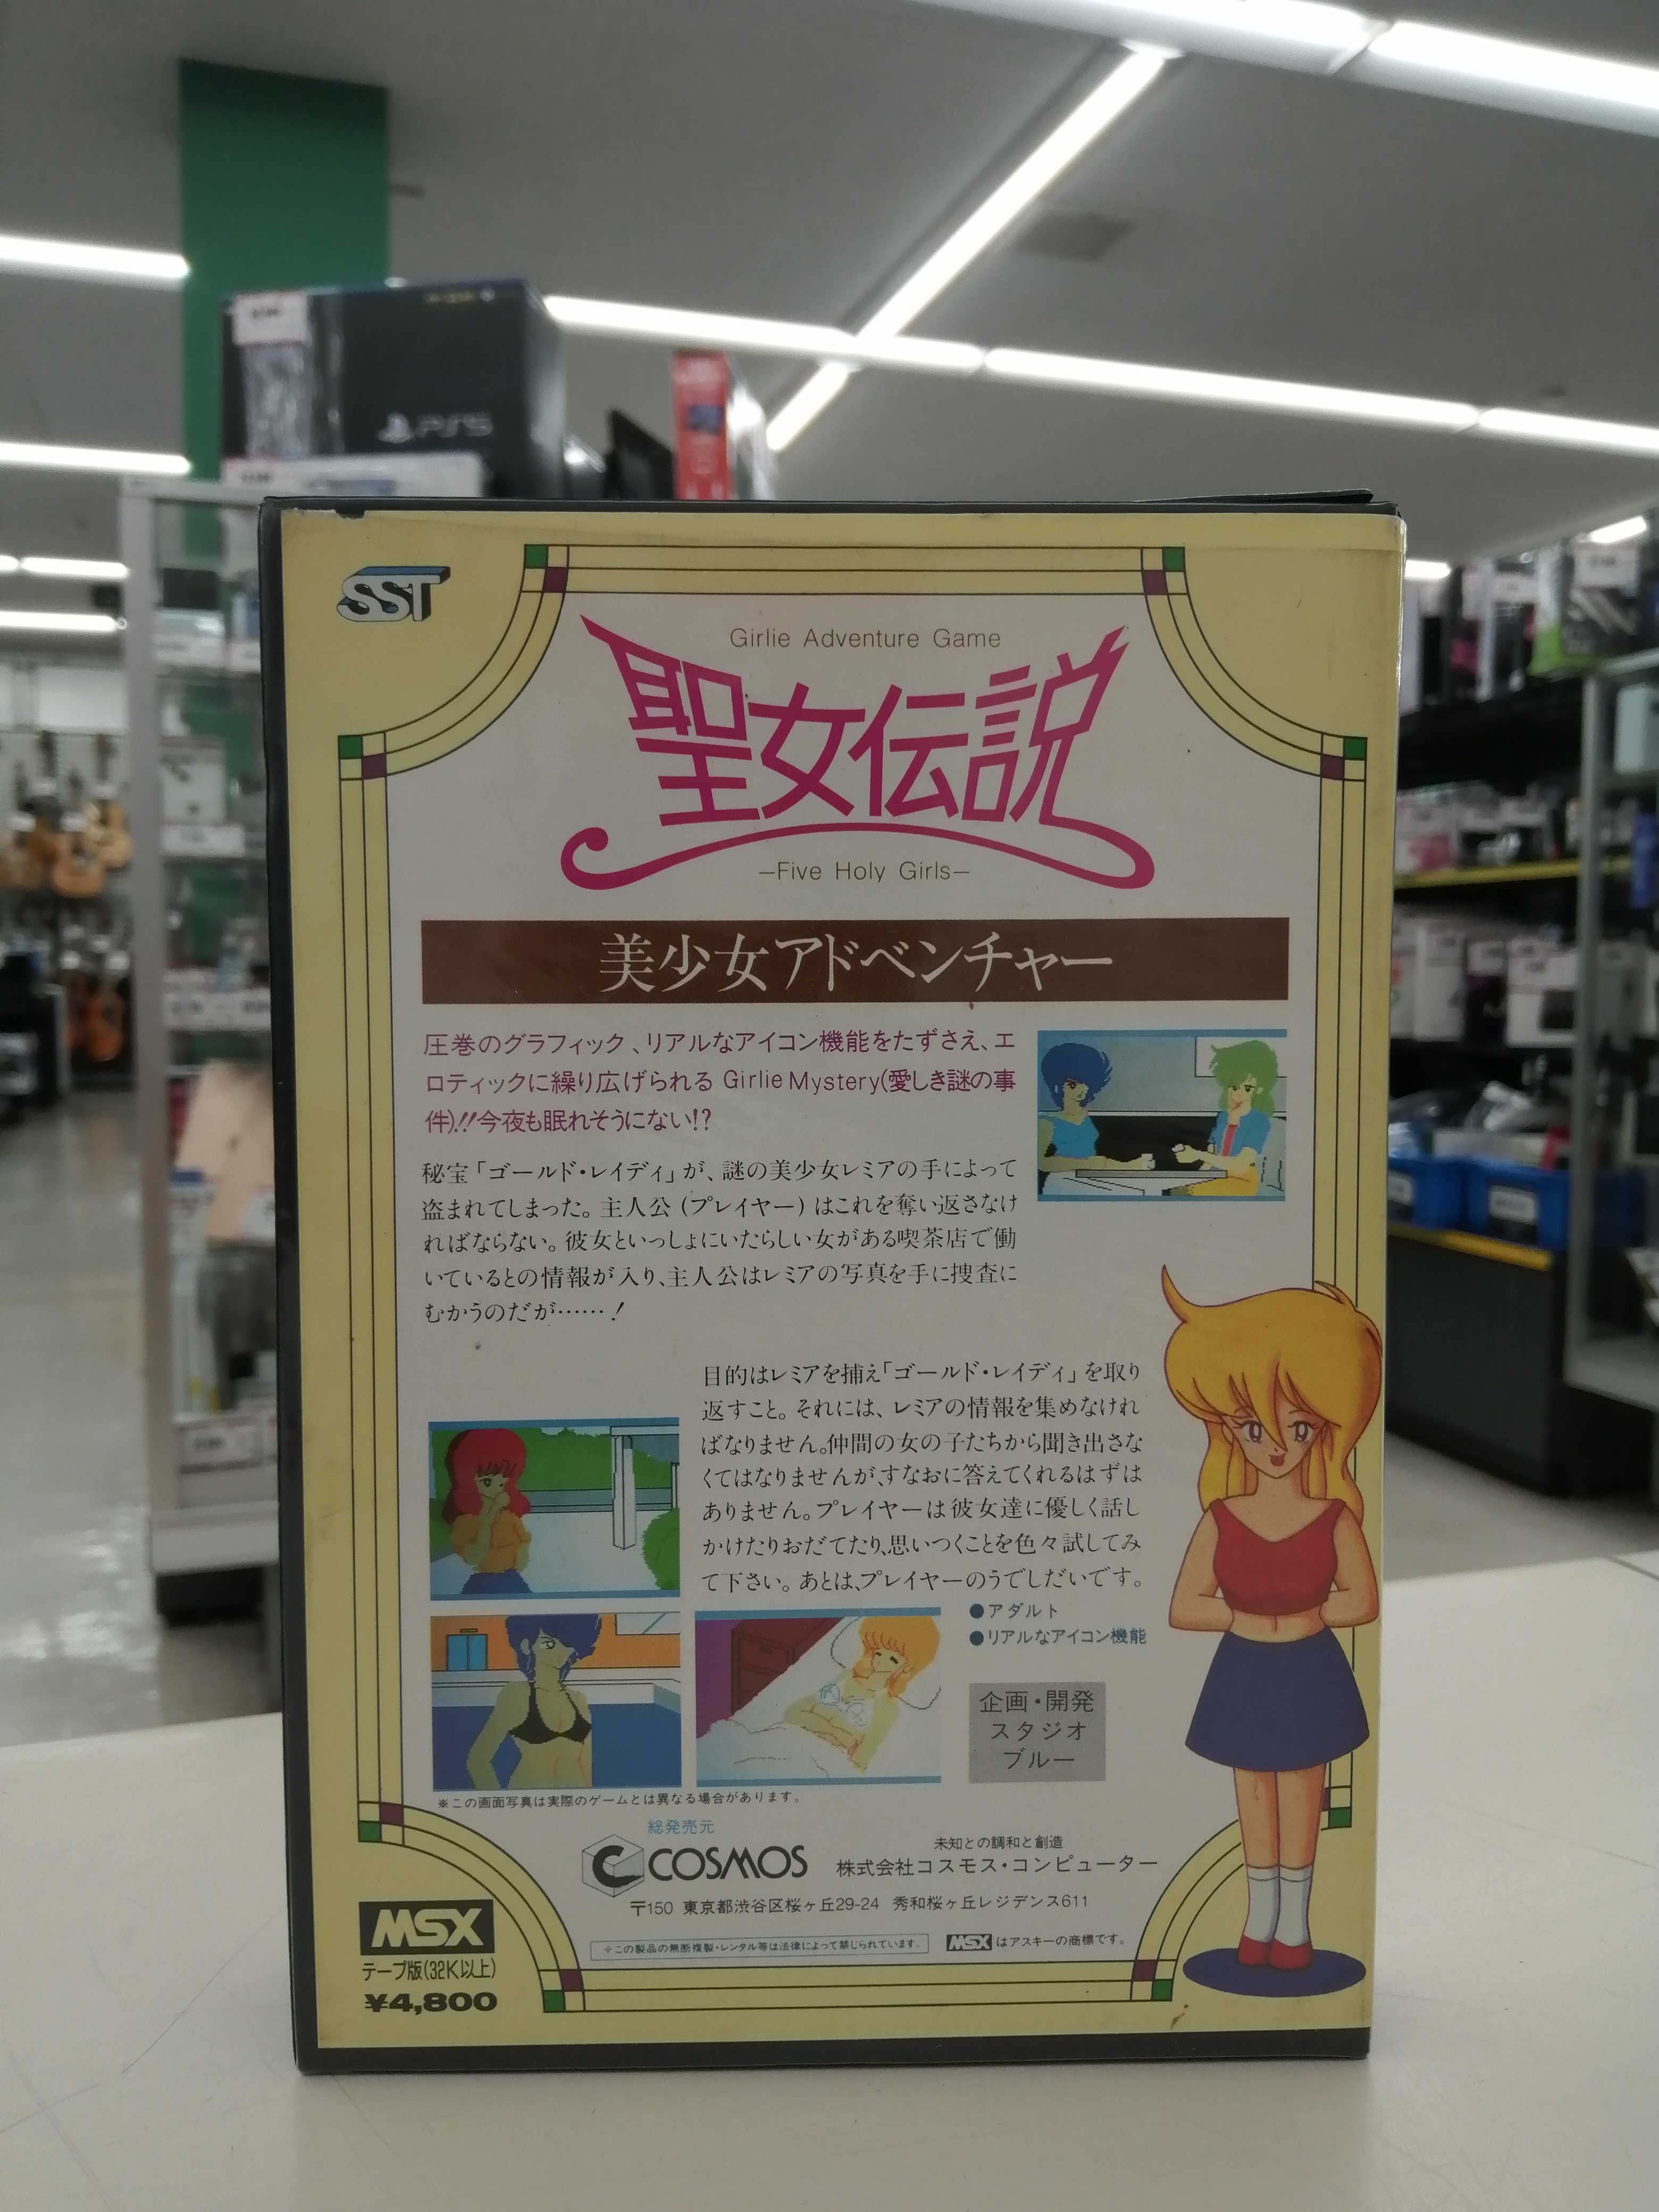 PS5
SST
Girlie Adventure Game
聖女伝説
—Five Holy Girls—
美少女アドベンチャー
圧巻のグラフィック、リアルなアイコン機能をたずさえ、エ
ロティックに繰り広げられる Girlie Mystery(愛しき謎の事
件)!!今夜も眠れそうにない!?
秘宝「ゴールド・レイディ」が、謎の美少女レミアの手によって
盗まれてしまった。主人公(プレイヤー)はこれを奪い返さなけ
ればならない。彼女といっしょにいたらしい女がある喫茶店で働
いているとの情報が入り、主人公はレミアの写真を手に捜査に
むかうのだが……!
目的はレミアを捕え「ゴールド・レイディ」を取り
返すこと。それには、レミアの情報を集めなけれ
ばなりません。仲間の女の子たちから聞き出さな
くてはなりませんが、すなおに答えてくれるはずは
ありません。プレイヤーは彼女達に優しく話し
かけたりおだてたり、思いつくことを色々試してみ
て下さい。あとは、プレイヤーのうでしだいです。
●アダルト
●リアルなアイコン機能
企画・開発
スタジオ
ブルー
※この画面写真は実際のゲームとは異なる場合があります。
総発売元
COSMOS
未知との調和と創造
株式会社コスモス・コンピューター
〒150 東京都渋谷区桜ヶ丘29-24 秀和桜ヶ丘レジデンス611
※この製品の無断複製・レンタル等は法律によって禁じられています。
MSXはアスキーの商標です。
MSX
テープ版(32K以上)
¥4,800